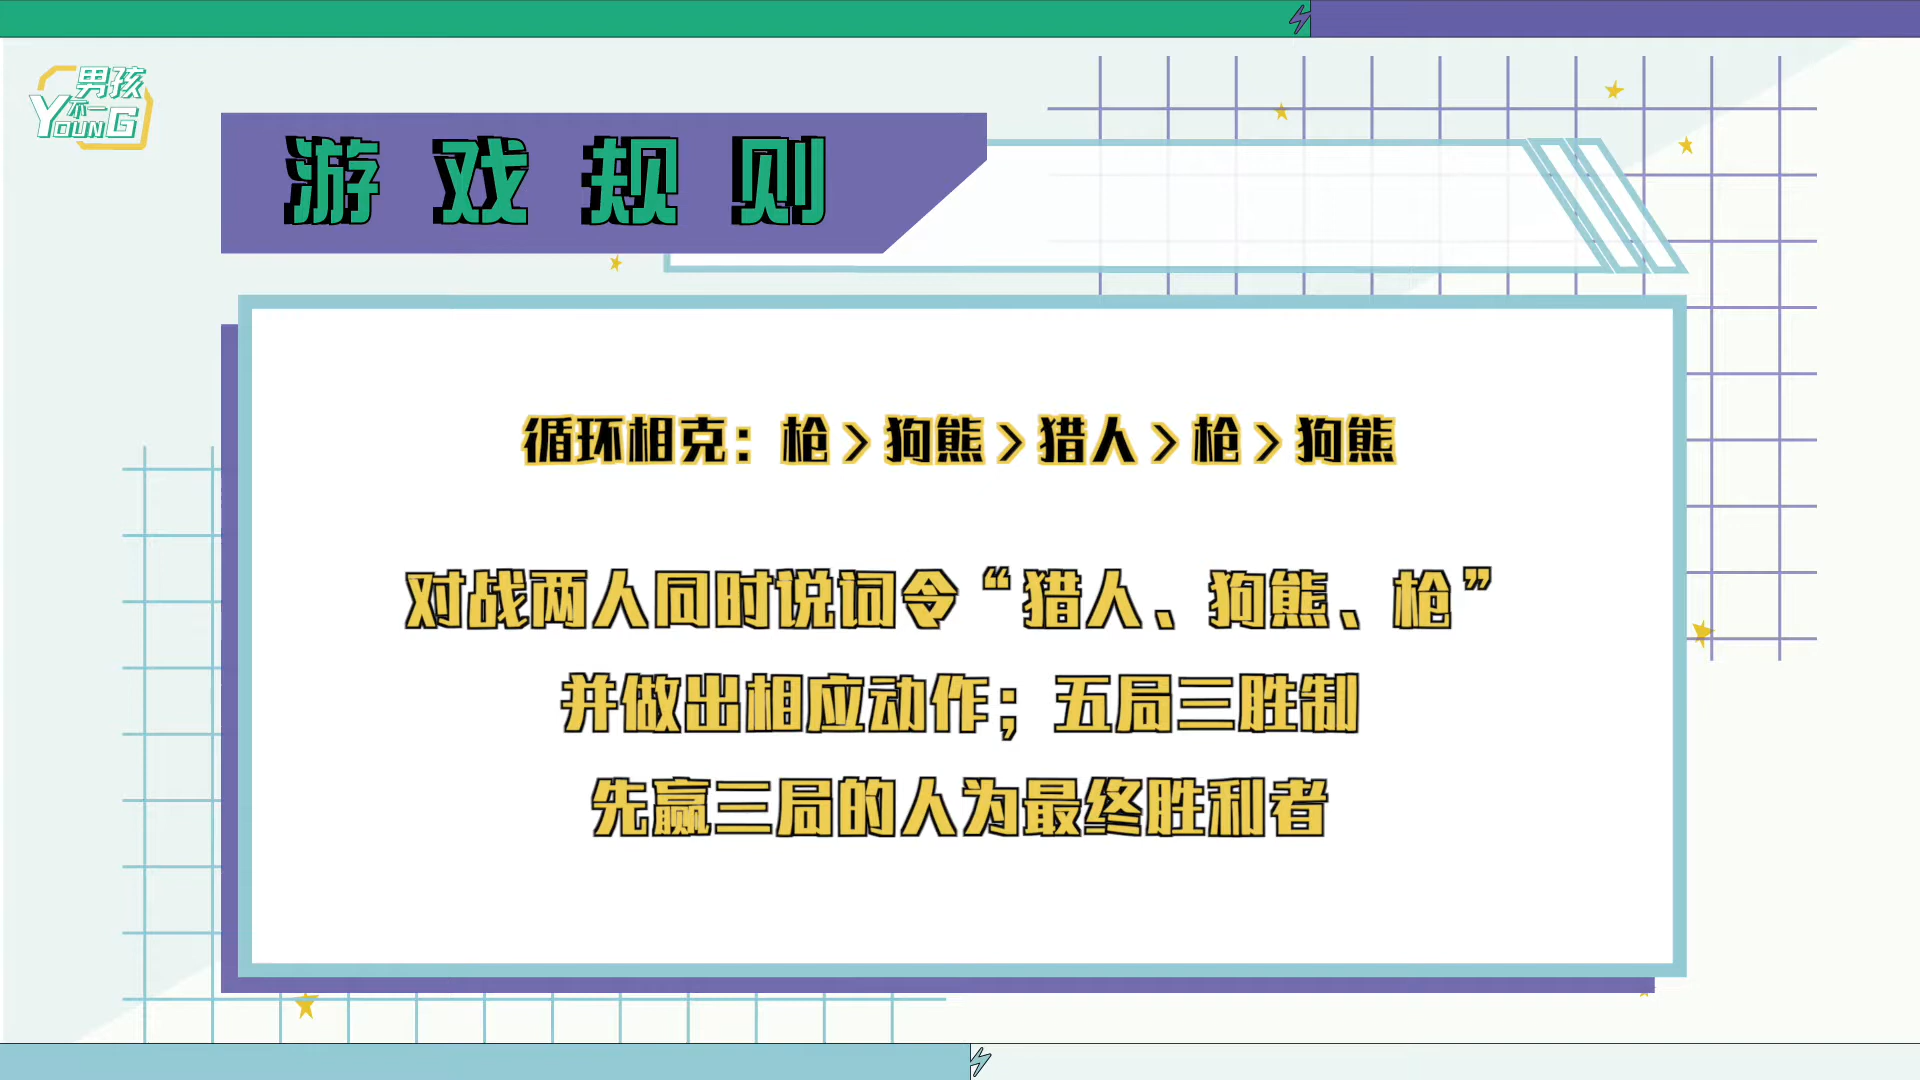 男孩
不一
YOUNG
游戏规则
循环相克：枪>狗熊>猎人>枪>狗熊
对战两人同时说词令“猎人、狗熊、枪”
并做出相应动作；五局三胜制
先赢三局的人为最终胜利者